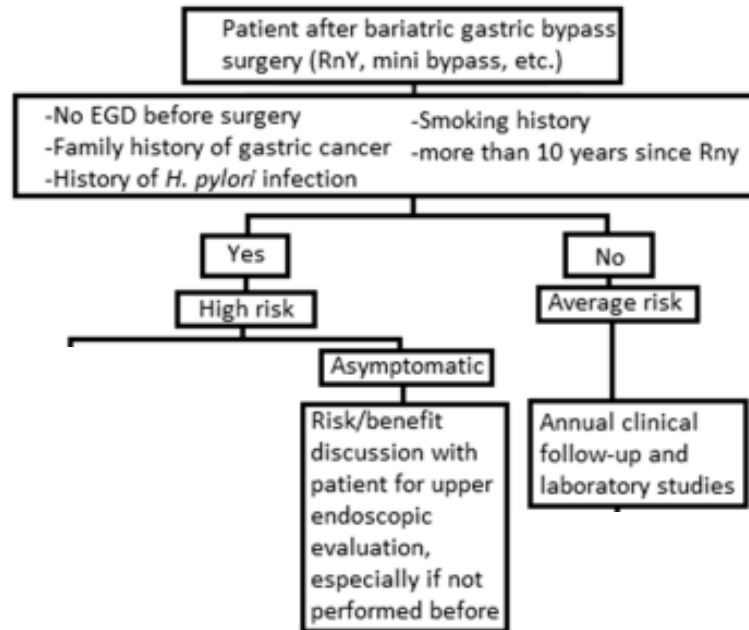 Patient after bariatric gastric bypass
surgery (RnY, mini bypass, etc.)
-No EGD before surgery
-Family history of gastric cancer
-History of H. pylori infection
-Smoking history
-more than 10 years since Rny
Yes
No
High risk
Average risk
Asymptomatic
Risk/benefit
discussion with
patient for upper
endoscopic
evaluation,
especially if not
performed before
Annual clinical
follow-up and
laboratory studies